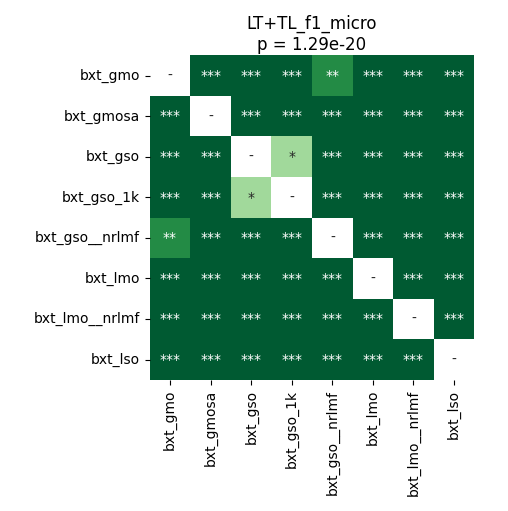 LT+TL_f1_micro
p = 1.29e-20
bxt_gmo - *** *** *** ** *** *** ***
bxt_gmosa *** - *** *** *** *** *** ***
bxt_gso *** *** - * *** *** *** ***
bxt_gso_1k *** *** * - *** *** *** ***
bxt_gso__nrlmf ** *** *** *** - *** *** ***
bxt_lmo *** *** *** *** *** - *** ***
bxt_lmo__nrlmf *** *** *** *** *** *** - ***
bxt_lso *** *** *** *** *** *** *** -
bxt_gmo
bxt_gmosa
bxt_gso
bxt_gso_1k
bxt_gso__nrlmf
bxt_lmo
bxt_lmo__nrlmf
bxt_lso